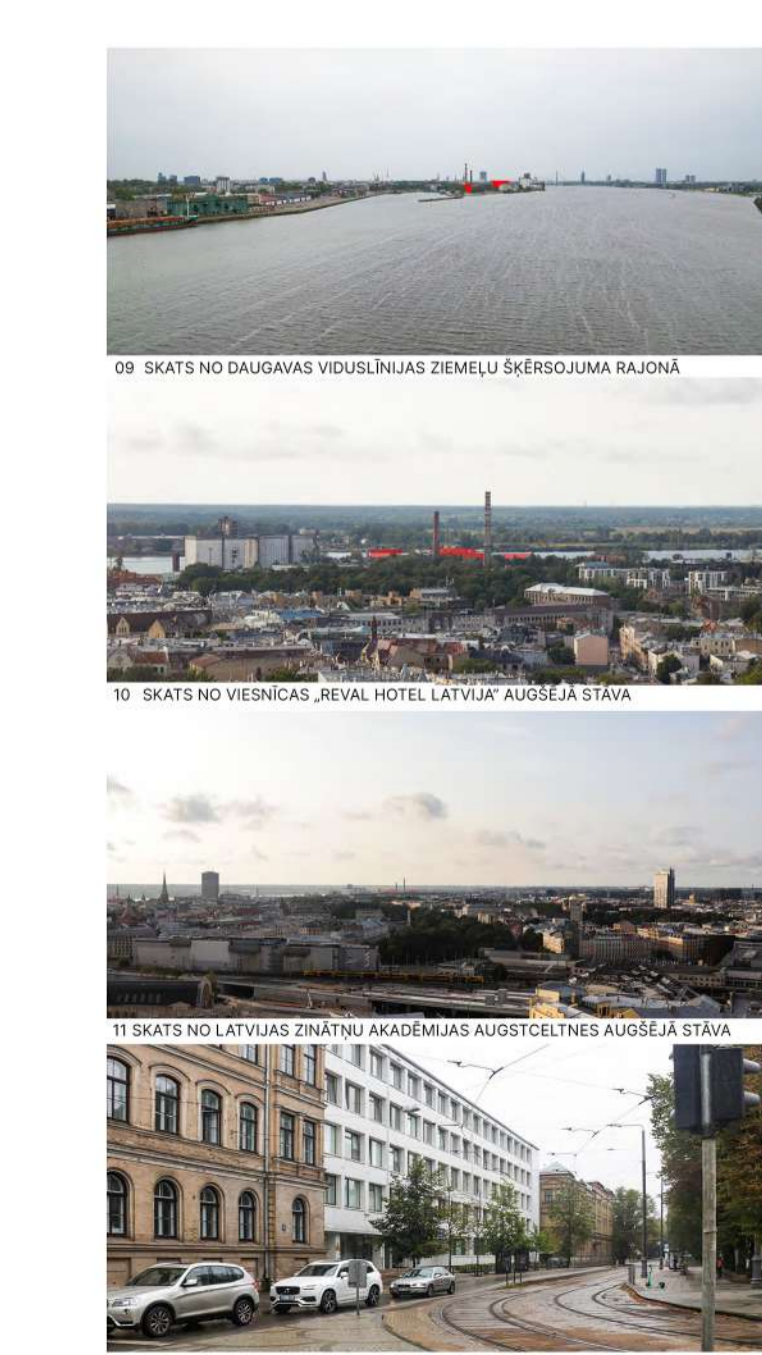 09 SKATS NO DAUGAVAS VIDUSLĪNIJAS ZIEMEĻU ŠĶĒRSOJUMA RAJONĀ
10 SKATS NO VIESNĪCAS „REVAL HOTEL LATVIJA” AUGŠĒJĀ STĀVA
11 SKATS NO LATVIJAS ZINĀTŅU AKADĒMIJAS AUGSTCELTNES AUGŠĒJĀ STĀVA